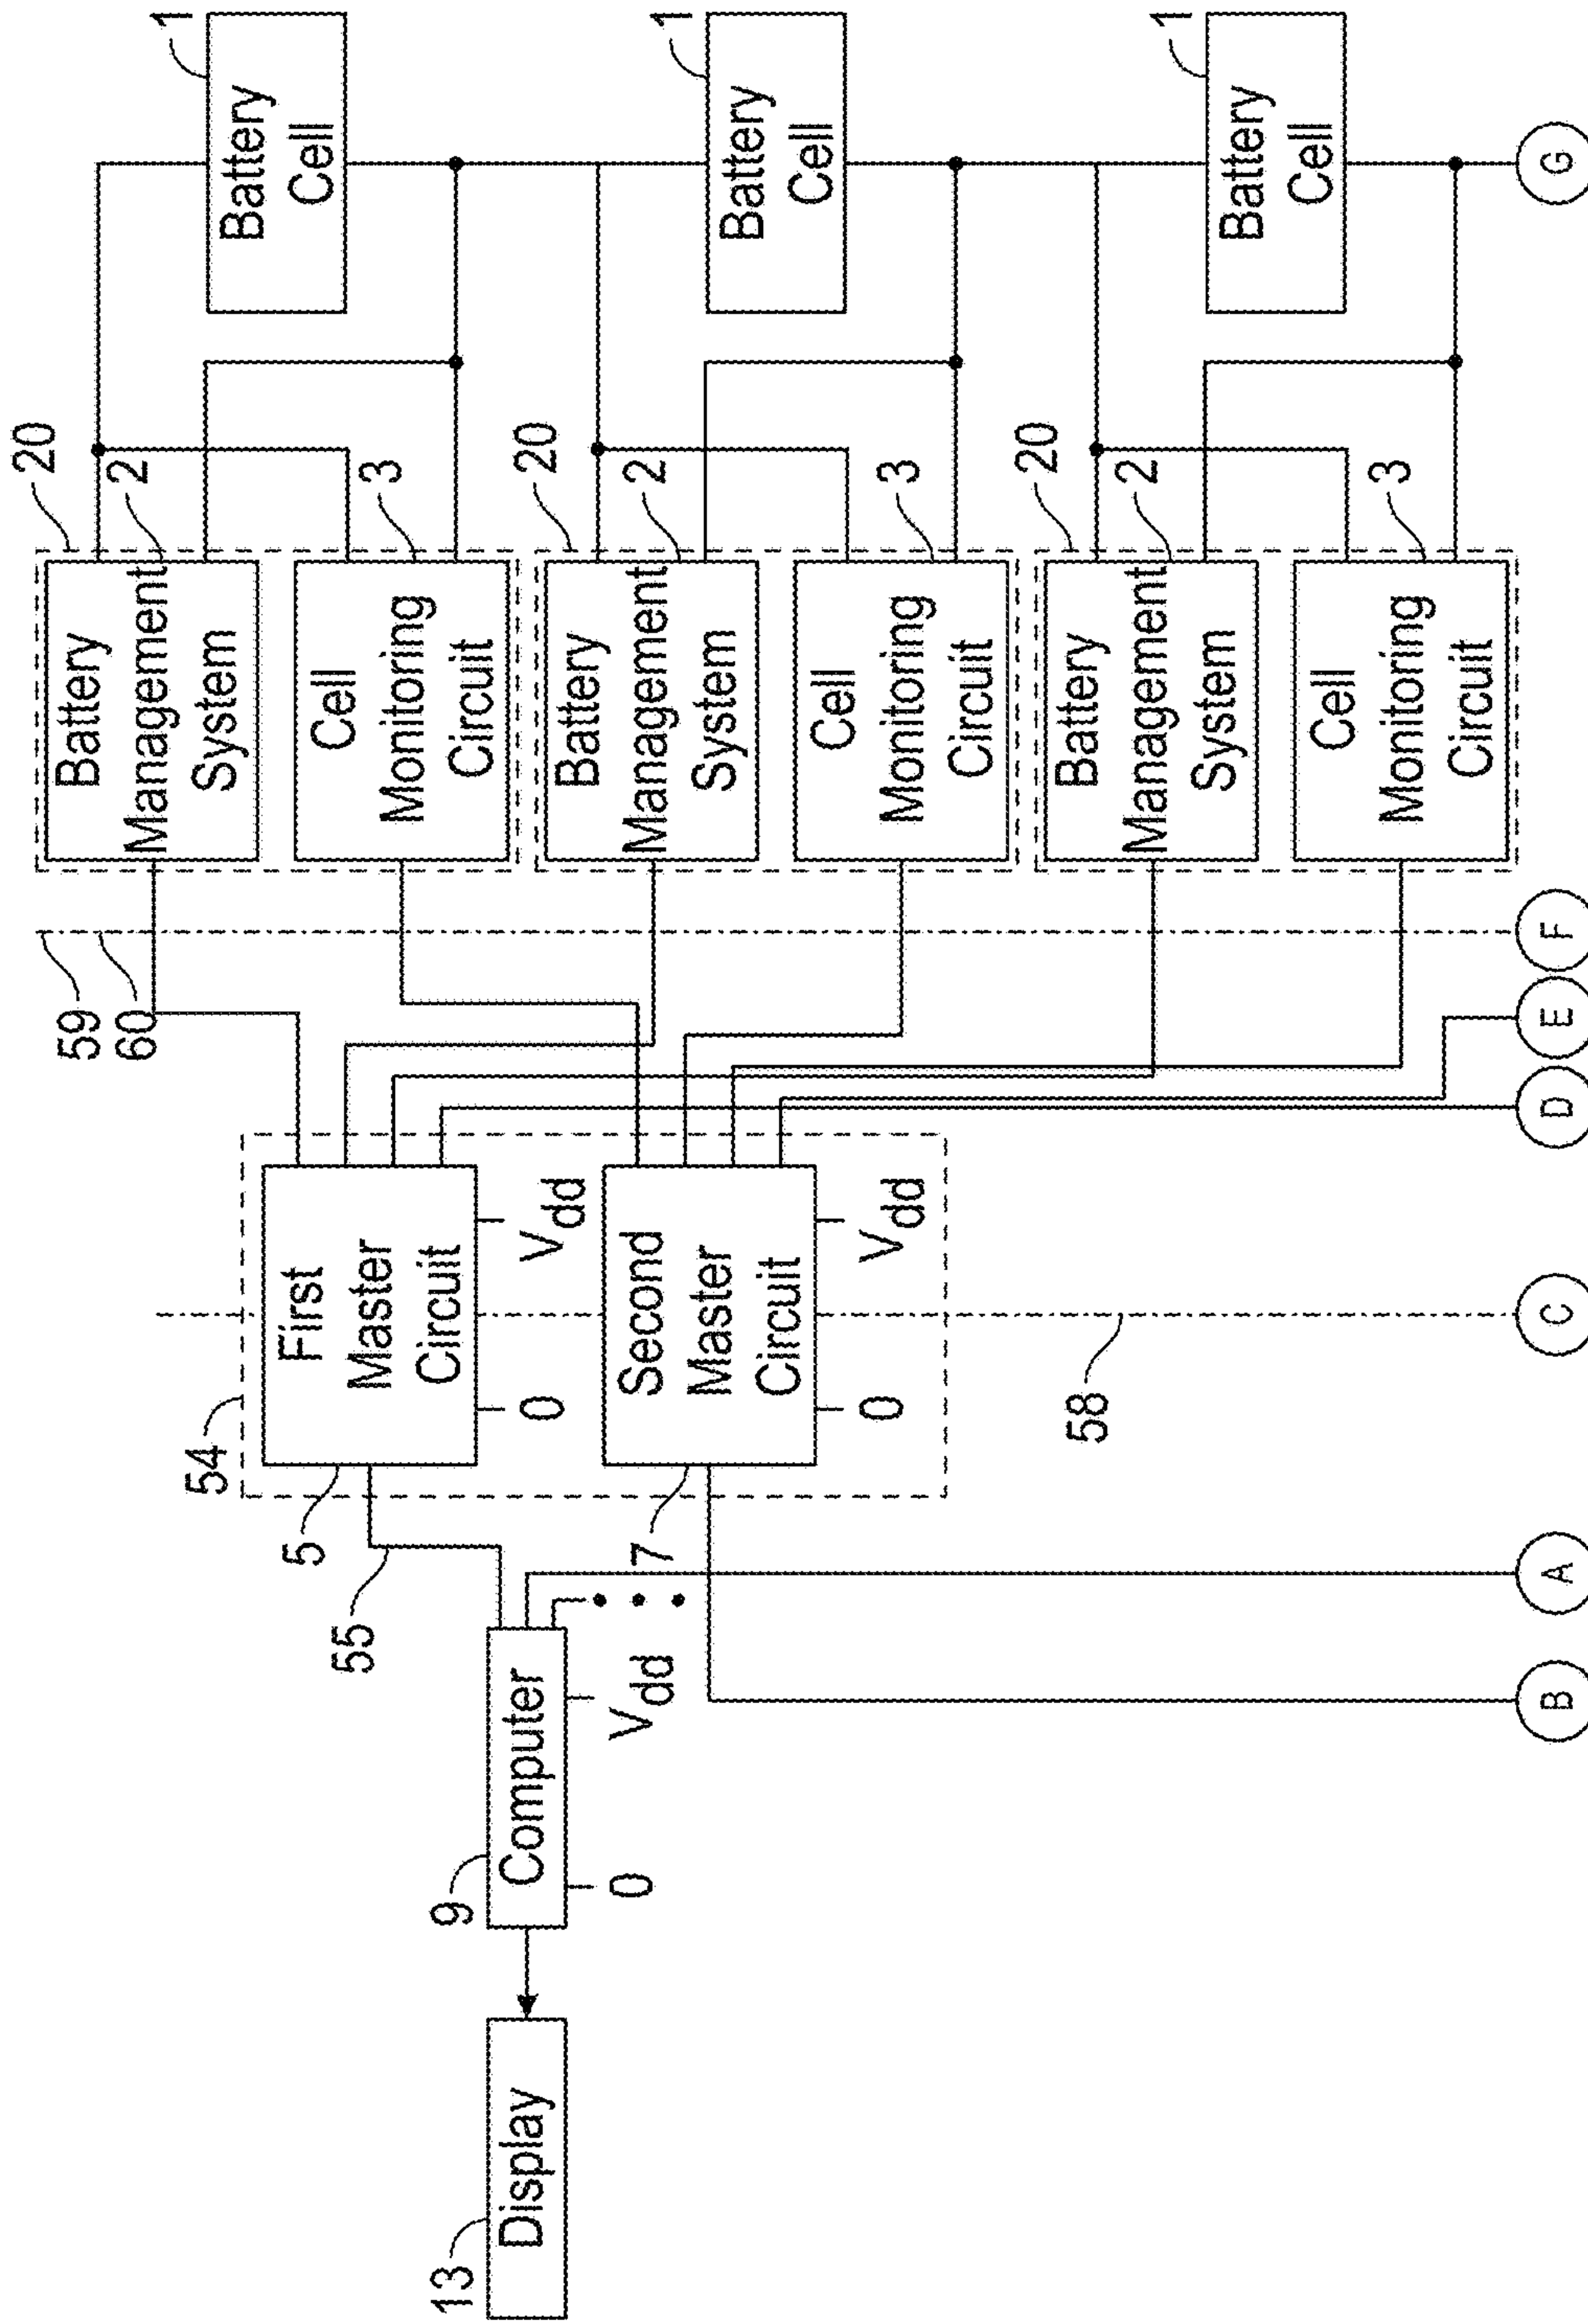 13
Display
9
Computer
0
Vdd
55
54
5
First
Master
Circuit
0
Vdd
7
Second
Master
Circuit
0
Vdd
58
59
60
20
Battery
Management
System
2
Cell
Monitoring
Circuit
3
Battery
Cell
1
20
Battery
Management
System
2
Cell
Monitoring
Circuit
3
Battery
Cell
1
20
Battery
Management
System
2
Cell
Monitoring
Circuit
3
Battery
Cell
1
B
A
C
D
E
F
G